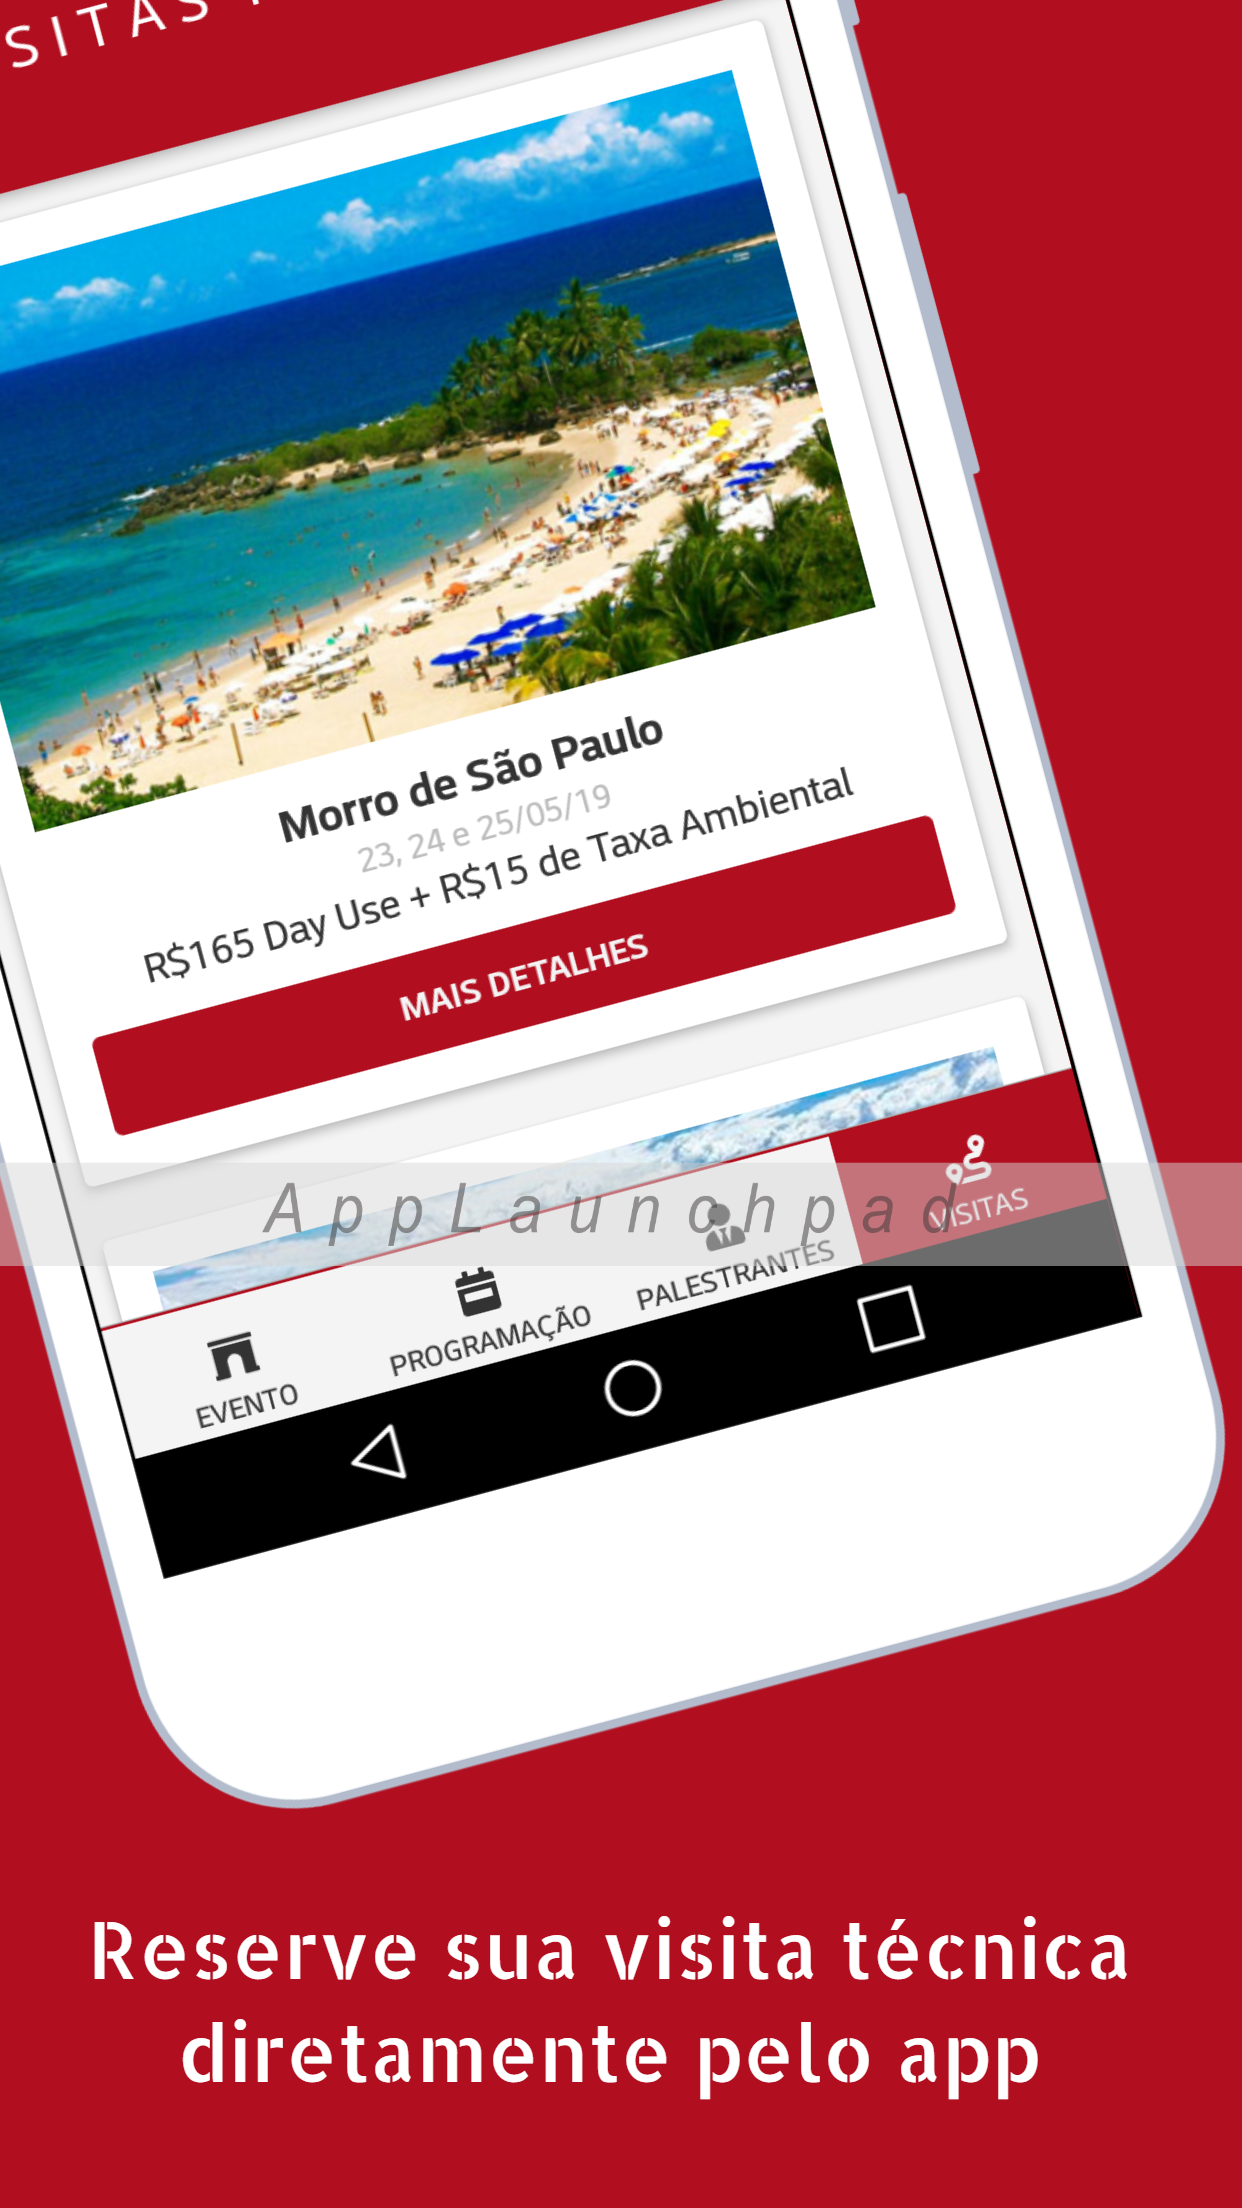 SITAS
Morro de São Paulo
23, 24 e 25/05/19
R$165 Day Use + R$15 de Taxa Ambiental
MAIS DETALHES
AppLaunchpad
EVENTO
PROGRAMAÇÃO
PALESTRANTES
VISITAS
Reserve sua visita técnica
diretamente pelo app